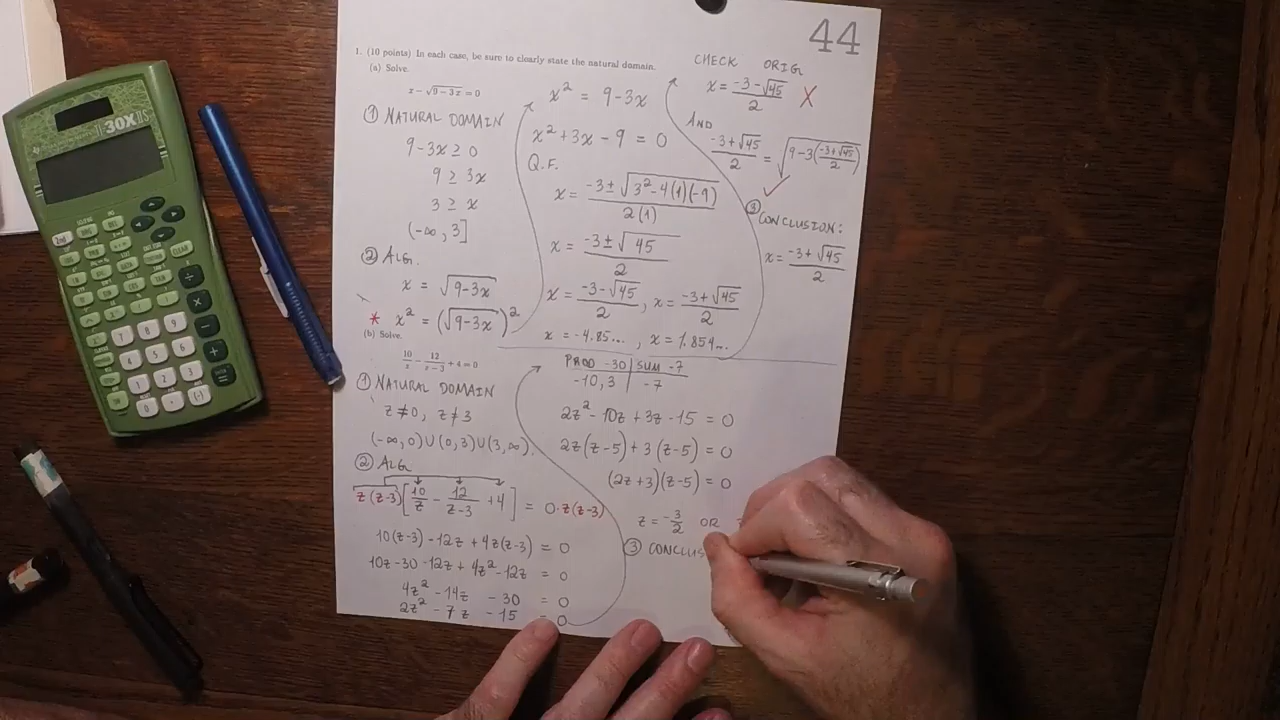 44
1. (10 points) In each case, be sure to clearly state the natural domain.
(a) Solve.
x − √(9 − 3x) = 0
① NATURAL DOMAIN
9-3x ≥ 0
9 ≥ 3x
3 ≥ x
(-∞, 3]
② ALG.
x = √(9-3x)
* x² = (√(9-3x))²
x² = 9-3x
x² + 3x - 9 = 0
Q.F.
x = (-3 ± √(3²-4(1)(-9)))/2(1)
x = (-3 ± √45)/2
x = (-3-√45)/2, x = (-3+√45)/2
x = -4.85..., x = 1.854...
CHECK ORIG
x = (-3-√45)/2 X
AND
(-3+√45)/2 = √(9-3((-3+√45)/2))
✓
③ CONCLUSION:
x = (-3+√45)/2
(b) Solve.
10/z − 12/(z−3) + 4 = 0
① NATURAL DOMAIN
z ≠ 0, z ≠ 3
(-∞, 0) ∪ (0, 3) ∪ (3, ∞).
② ALG
z(z-3)[10/z - 12/(z-3) + 4] = 0·z(z-3)
10(z-3) - 12z + 4z(z-3) = 0
10z - 30 - 12z + 4z² - 12z = 0
4z² - 14z - 30 = 0
2z² - 7z - 15 = 0
PROD -30 | SUM -7
-10, 3 | -7
2z² - 10z + 3z - 15 = 0
2z(z-5) + 3(z-5) = 0
(2z+3)(z-5) = 0
z = -3/2 OR
③ CONCLUS
TI-30X IIS